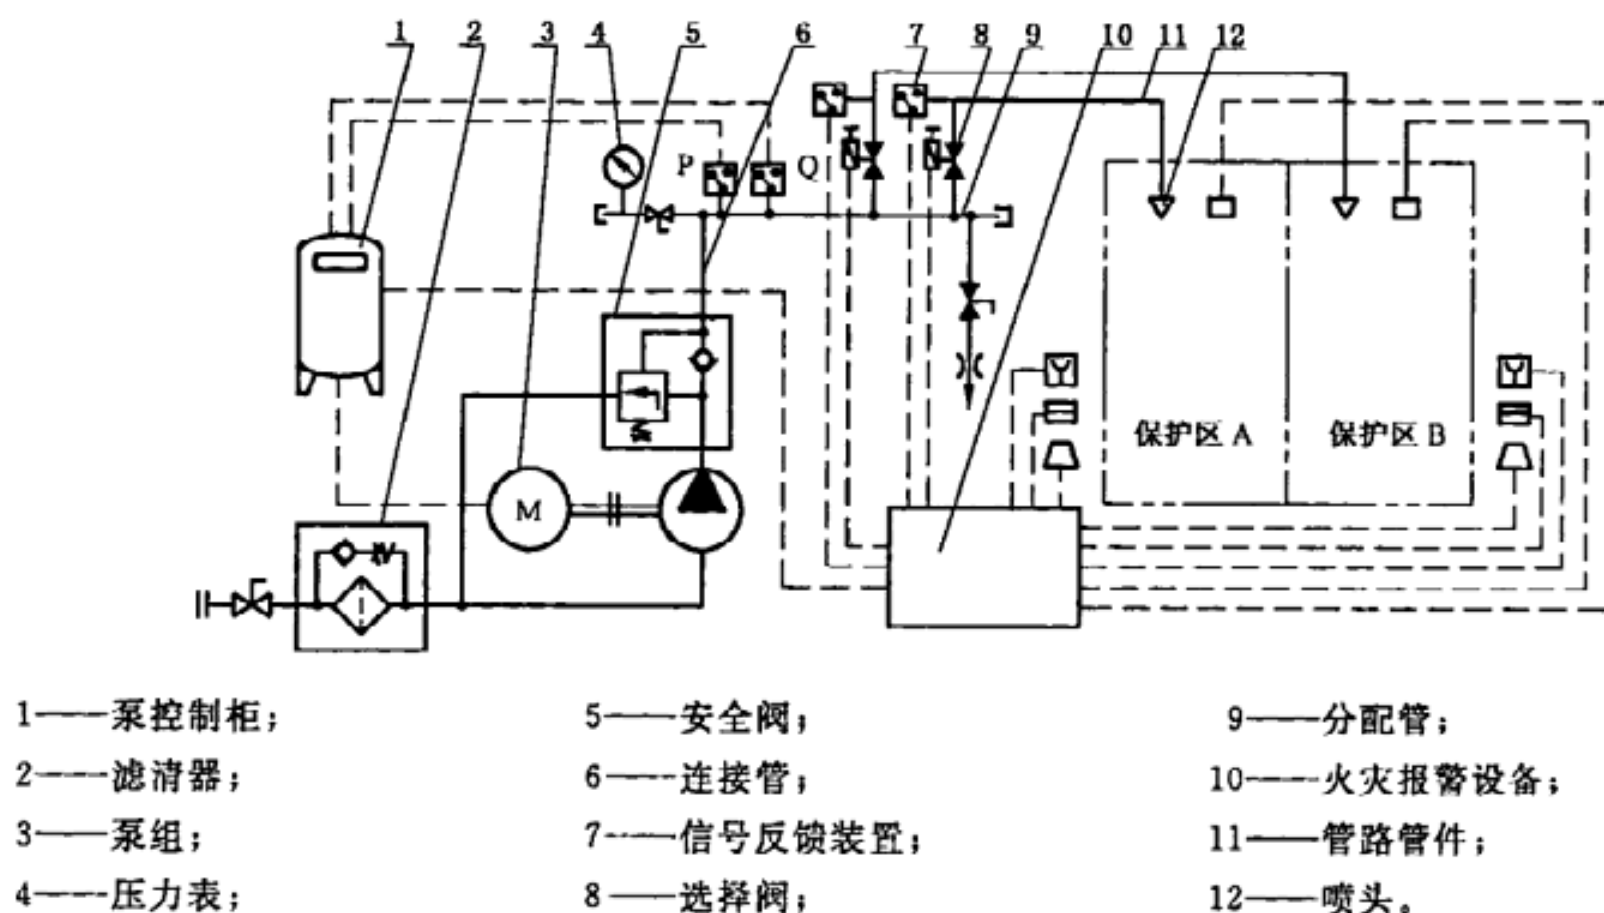 1 2 3 4 5 6 7 8 9 10 11 12
P Q
保护区 A 保护区 B
M
1——泵控制柜； 5——安全阀； 9——分配管；
2——滤清器； 6——连接管； 10——火灾报警设备；
3——泵组； 7——信号反馈装置； 11——管路管件；
4——压力表； 8——选择阀； 12——喷头。